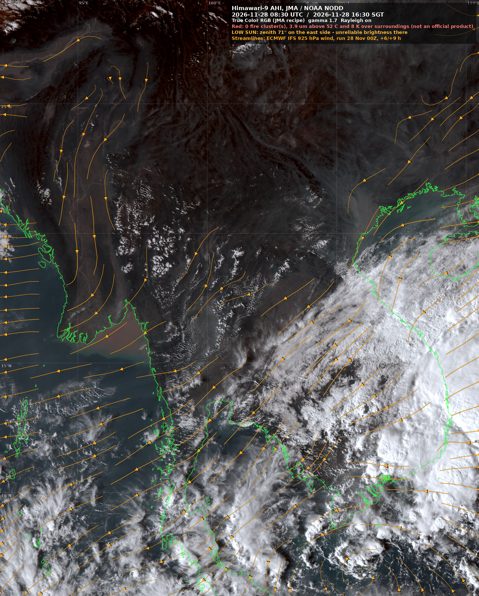 Himawari-9 AHI, JMA / NOAA NODD
2026-11-28 08:30 UTC / 2026-11-28 16:30 SGT
True Color RGB (JMA recipe) gamma 1.7 Rayleigh on
Red: 0 fire cluster(s), 3.9 um above 52 C and 8 K over surroundings (not an official product)
LOW SUN: zenith 71° on the east side - unreliable brightness there
Streamlines: ECMWF IFS 925 hPa wind, run 28 Nov 00Z, +6/+9 h